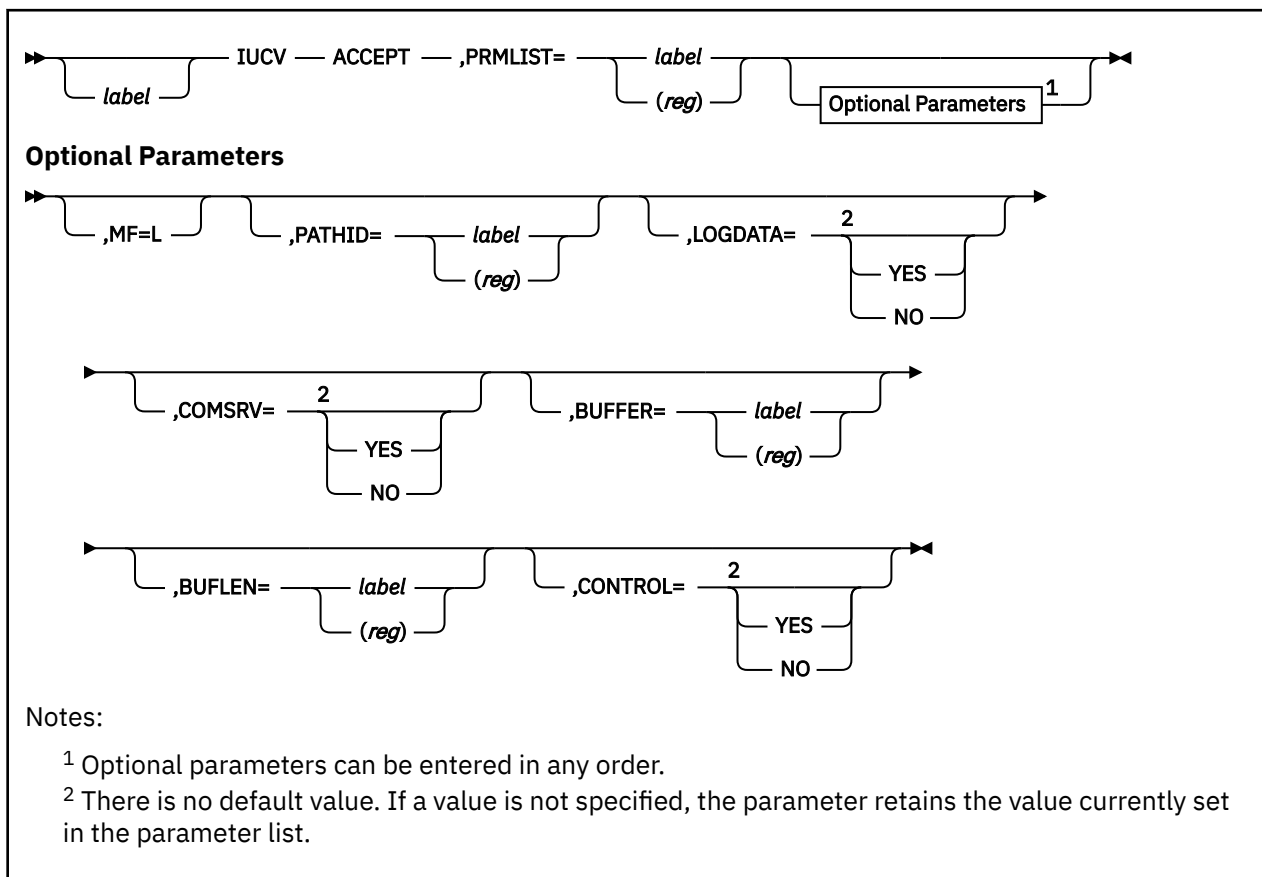 IUCV ACCEPT ,PRMLIST= label
label (reg) Optional Parameters 1
Optional Parameters
,MF=L ,PATHID= label ,LOGDATA= 2
(reg) YES
NO
,COMSRV= 2 ,BUFFER= label
YES (reg)
NO
,BUFLEN= label ,CONTROL= 2
(reg) YES
NO
Notes:
1 Optional parameters can be entered in any order.
2 There is no default value. If a value is not specified, the parameter retains the value currently set
in the parameter list.